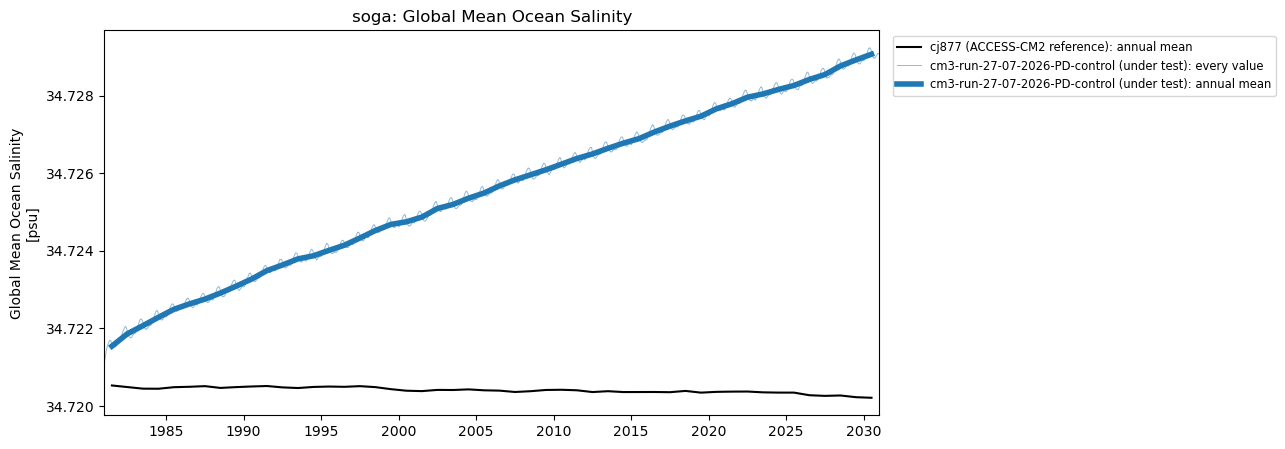 soga: Global Mean Ocean Salinity
cj877 (ACCESS-CM2 reference): annual mean
cm3-run-27-07-2026-PD-control (under test): every value
cm3-run-27-07-2026-PD-control (under test): annual mean
Global Mean Ocean Salinity
[psu]
34.728
34.726
34.724
34.722
34.720
1985
1990
1995
2000
2005
2010
2015
2020
2025
2030